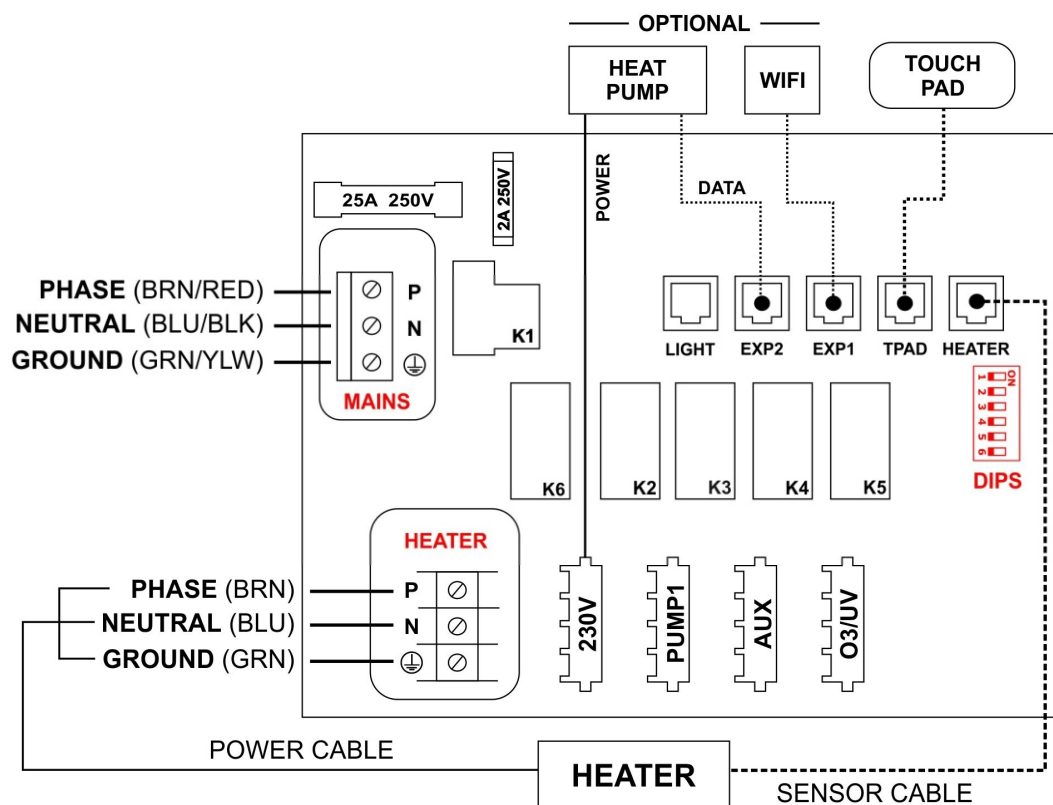 OPTIONAL
HEAT
PUMP
WIFI
TOUCH
PAD
POWER
DATA
25A 250V
2A 250V
PHASE (BRN/RED)
NEUTRAL (BLU/BLK)
GROUND (GRN/YLW)
P
N
MAINS
K1
LIGHT
EXP2
EXP1
TPAD
HEATER
ON
1
2
3
4
5
6
DIPS
K6
K2
K3
K4
K5
HEATER
PHASE (BRN)
NEUTRAL (BLU)
GROUND (GRN)
P
N
230V
PUMP1
AUX
O3/UV
POWER CABLE
HEATER
SENSOR CABLE